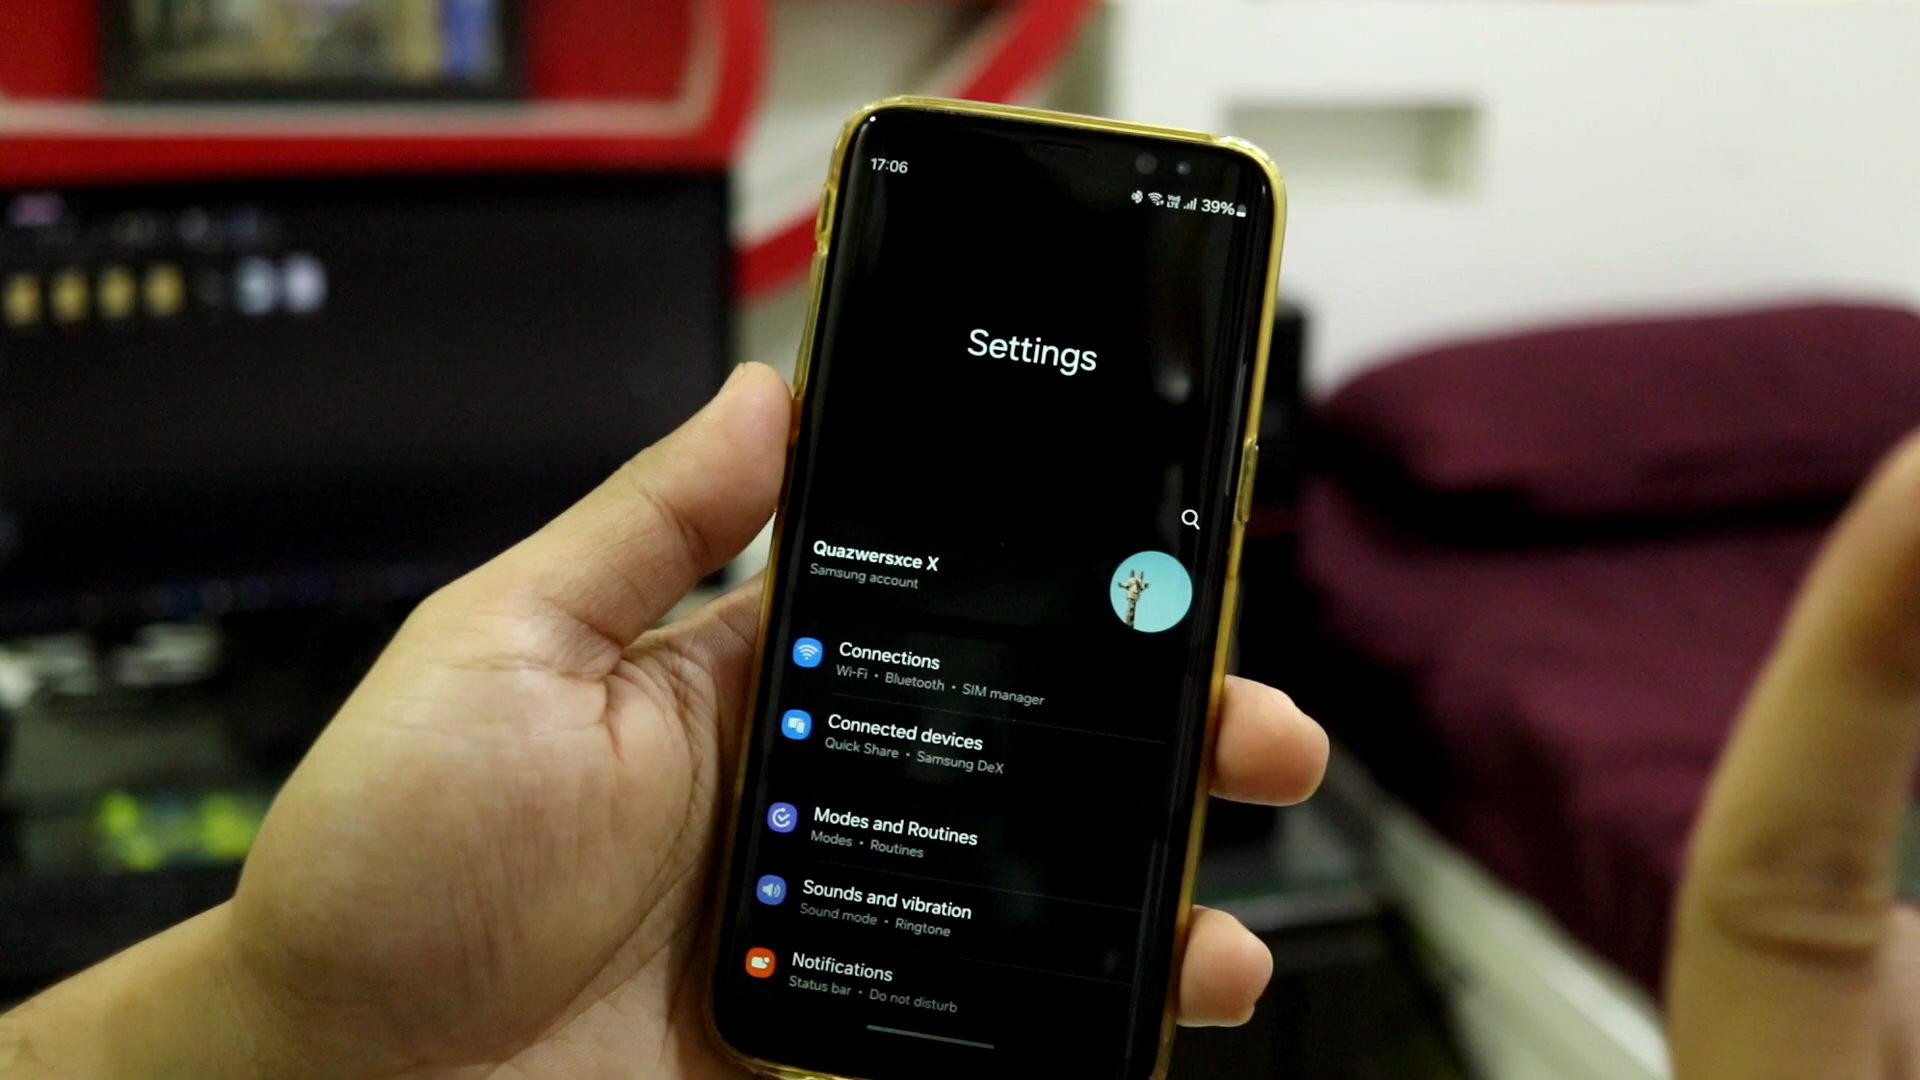 17:06
VoLTE 39%
Settings
Quazwersxce X
Samsung account
Connections
Wi-Fi • Bluetooth • SIM manager
Connected devices
Quick Share • Samsung DeX
Modes and Routines
Modes • Routines
Sounds and vibration
Sound mode • Ringtone
Notifications
Status bar • Do not disturb